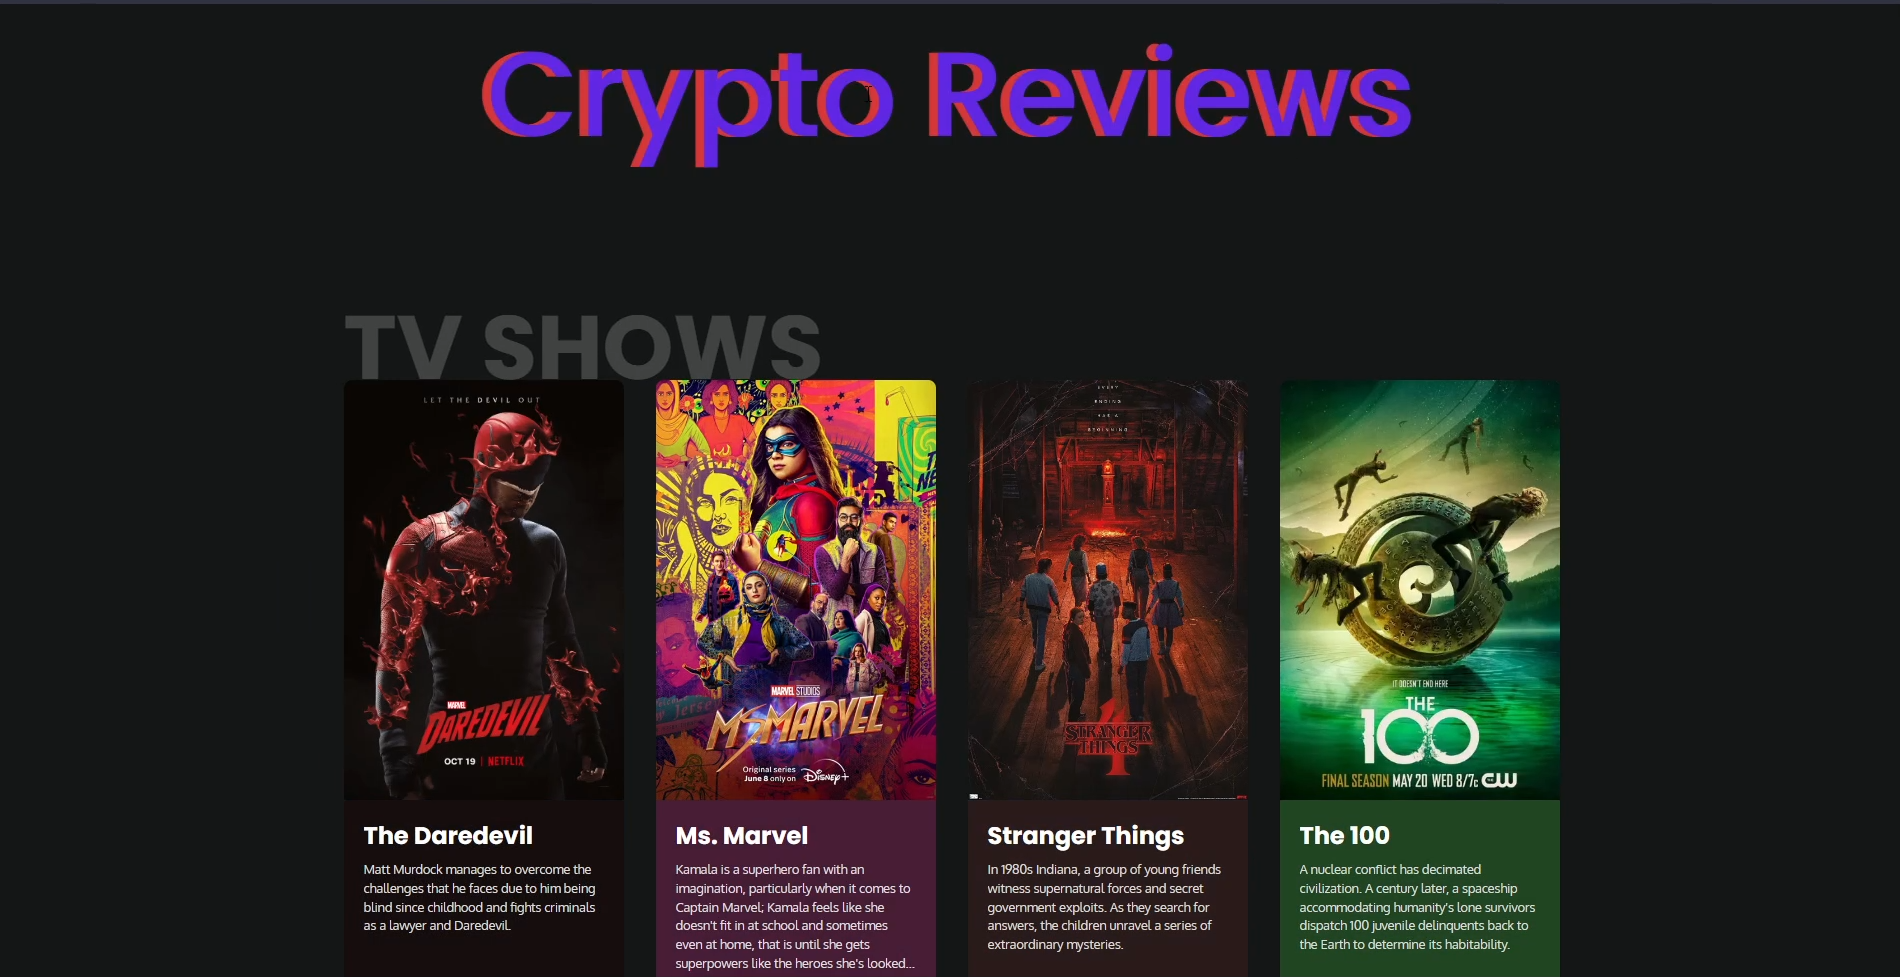 Crypto Reviews
TV SHOWS
LET THE DEVIL OUT
MARVEL
DAREDEVIL
OCT 19 | NETFLIX
MARVEL STUDIOS
MS MARVEL
Original series
June 8 only on Disney+
EVERY
ENDING
HAS A
BEGINNING
STRANGER
THINGS
4
IT DOESN'T END HERE
THE
100
FINAL SEASON MAY 20 WED 8/7c CW
The Daredevil
Matt Murdock manages to overcome the
challenges that he faces due to him being
blind since childhood and fights criminals
as a lawyer and Daredevil.
Ms. Marvel
Kamala is a superhero fan with an
imagination, particularly when it comes to
Captain Marvel; Kamala feels like she
doesn't fit in at school and sometimes
even at home, that is until she gets
superpowers like the heroes she's looked...
Stranger Things
In 1980s Indiana, a group of young friends
witness supernatural forces and secret
government exploits. As they search for
answers, the children unravel a series of
extraordinary mysteries.
The 100
A nuclear conflict has decimated
civilization. A century later, a spaceship
accommodating humanity's lone survivors
dispatch 100 juvenile delinquents back to
the Earth to determine its habitability.